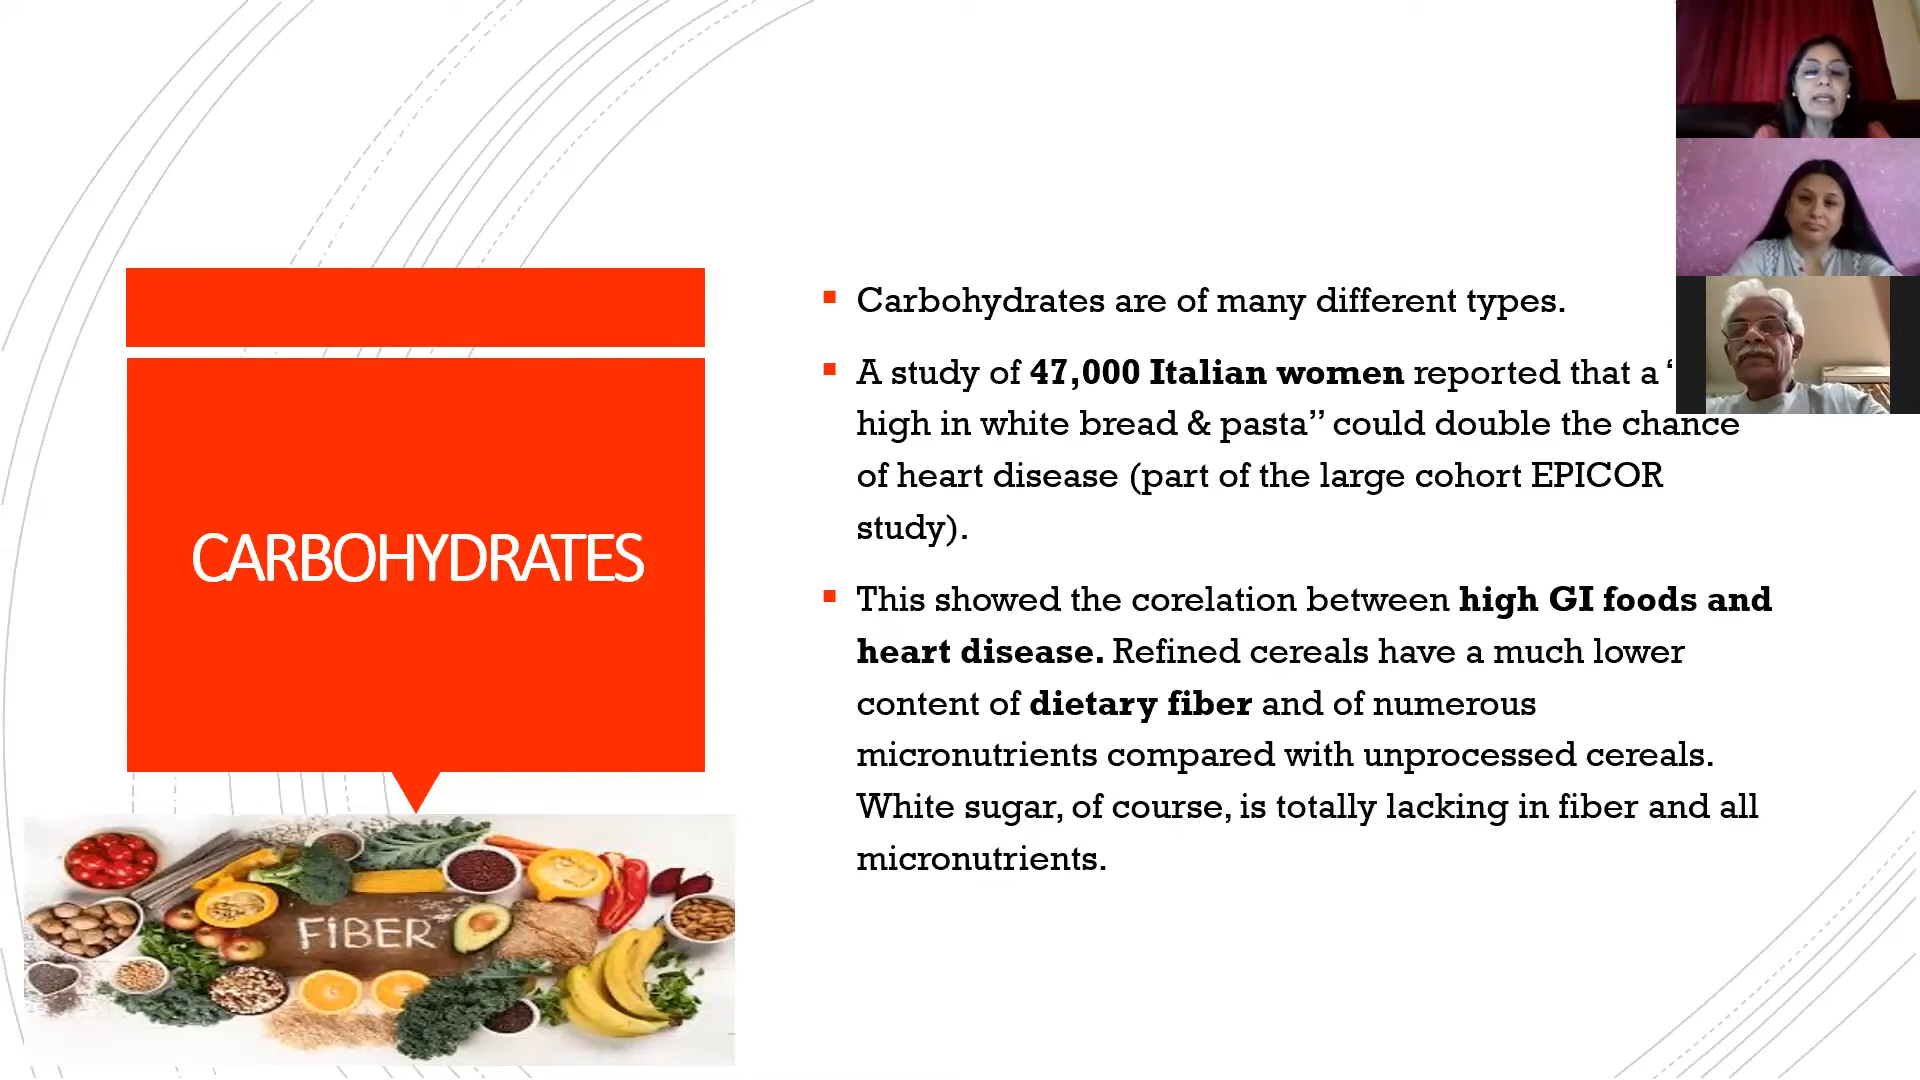 CARBOHYDRATES
Carbohydrates are of many different types.
A study of 47,000 Italian women reported that a “
high in white bread & pasta” could double the chance
of heart disease (part of the large cohort EPICOR
study).
This showed the corelation between high GI foods and
heart disease. Refined cereals have a much lower
content of dietary fiber and of numerous
micronutrients compared with unprocessed cereals.
White sugar, of course, is totally lacking in fiber and all
micronutrients.
FIBER